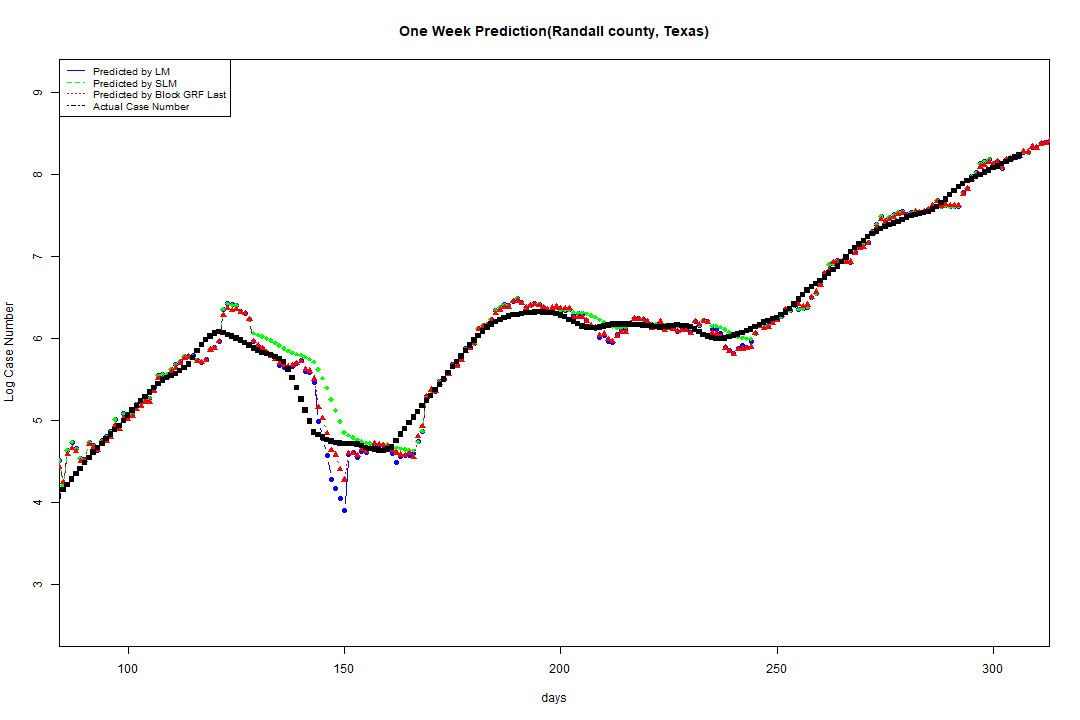 One Week Prediction(Randall county, Texas)
Predicted by LM
Predicted by SLM
Predicted by Block GRF Last
Actual Case Number
9
8
7
6
5
4
3
Log Case Number
100 150 200 250 300
days